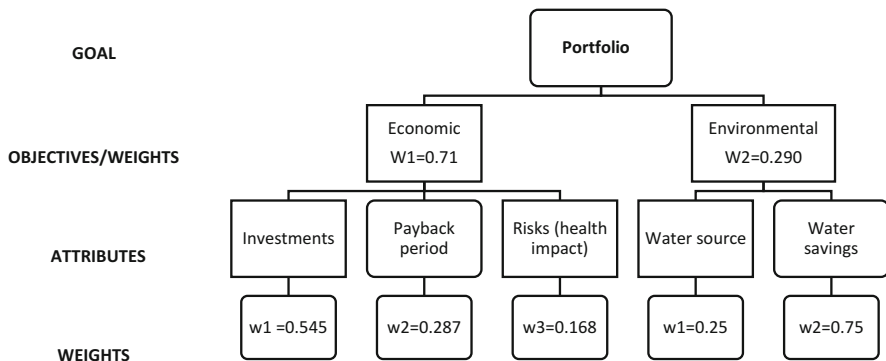 GOAL
Portfolio
OBJECTIVES/WEIGHTS
Economic
W1=0.71
Environmental
W2=0.290
ATTRIBUTES
Investments
Payback
period
Risks (health
impact)
Water source
Water
savings
WEIGHTS
w1 =0.545
w2=0.287
w3=0.168
w1=0.25
w2=0.75